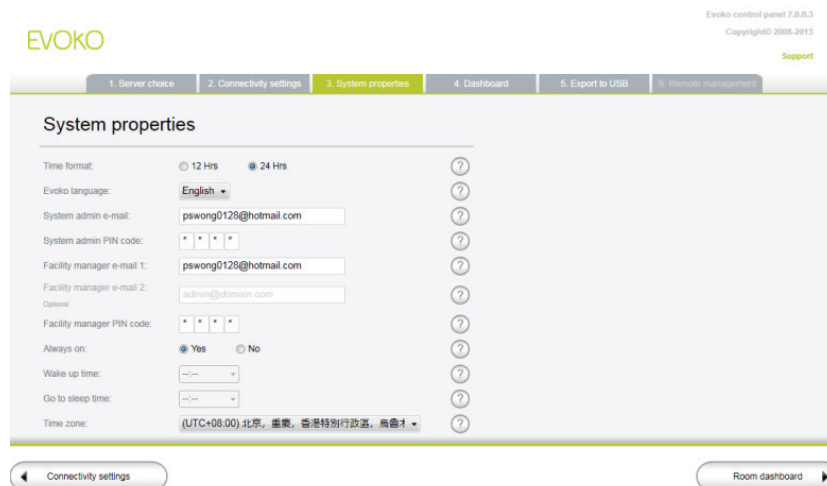 Evoko control panel 7.0.0.3
Copyright© 2008-2013
EVOKO
Support
1. Server choice 2. Connectivity settings 3. System properties 4. Dashboard 5. Export to USB 6. Remote management
System properties
Time format: 12 Hrs 24 Hrs ?
Evoko language: English ?
System admin e-mail: pswong0128@hotmail.com ?
System admin PIN code: * * * * ?
Facility manager e-mail 1: pswong0128@hotmail.com ?
Facility manager e-mail 2: admin@domain.com ?
Optional
Facility manager PIN code: * * * * ?
Always on: Yes No ?
Wake up time: --:-- ?
Go to sleep time: --:-- ?
Time zone: (UTC+08:00) 北京，重慶，香港特別行政區，烏魯 ?
Connectivity settings Room dashboard